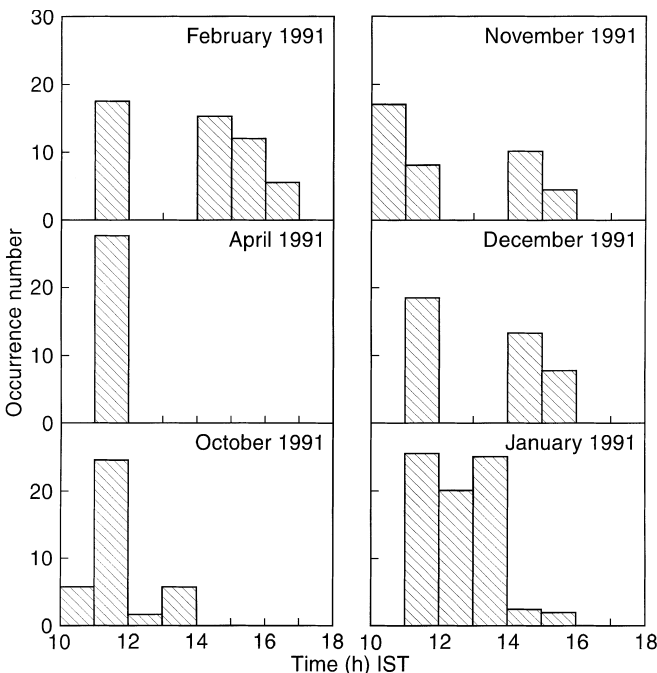 30
February 1991
November 1991
20
10
0
April 1991
December 1991
20
10
0
Occurrence number
October 1991
January 1991
20
10
0
10 12 14 16 18
10 12 14 16 18
Time (h) IST